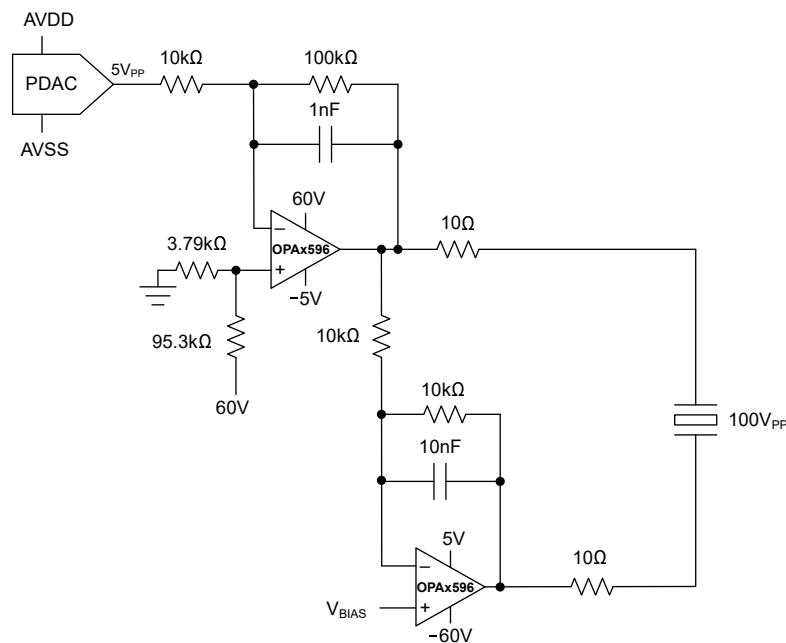 AVDD
PDAC
5VPP
AVSS
10kΩ
100kΩ
1nF
60V
OPAx596
−
+
−5V
3.79kΩ
95.3kΩ
60V
10Ω
10kΩ
10kΩ
10nF
100VPP
5V
OPAx596
−
+
−60V
VBIAS
10Ω